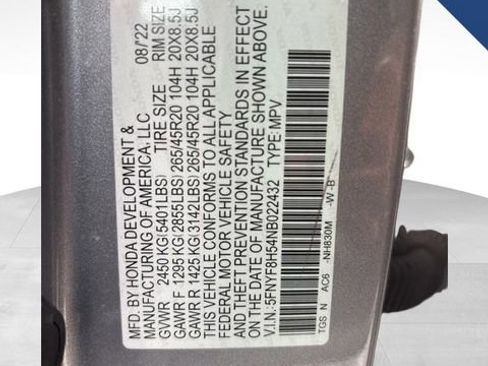 MFD. BY HONDA DEVELOPMENT &
MANUFACTURING OF AMERICA, LLC 08/22
GVWR 2450 KG(5401LBS) TIRE SIZE RIM SIZE
GAWR F 1295 KG(2855LBS) 265/45R20 104H 20X8.5J
GAWR R 1425 KG(3142LBS) 265/45R20 104H 20X8.5J
THIS VEHICLE CONFORMS TO ALL APPLICABLE
FEDERAL MOTOR VEHICLE SAFETY
AND THEFT PREVENTION STANDARDS IN EFFECT
ON THE DATE OF MANUFACTURE SHOWN ABOVE.
V.I.N.: 5FNYF8H54NB022432 TYPE: MPV
TGS N AC6 -NH830M -W -B